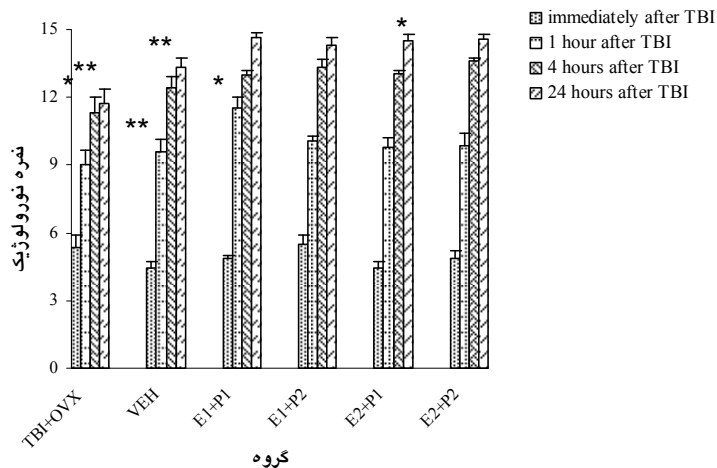 15
12
9
6
3
0
نمره نورولوژیک
*
**
**
**
*
*
TBI+OVX
VEH
E1+P1
E1+P2
E2+P1
E2+P2
گروه
immediately after TBI
1 hour after TBI
4 hours after TBI
24 hours after TBI